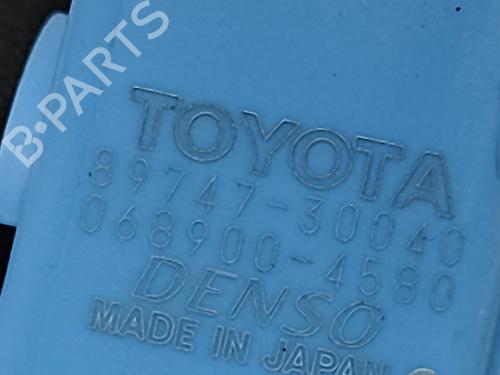 B-PARTS
TOYOTA
89747-30040
068900-4580
DENSO
MADE IN JAPAN